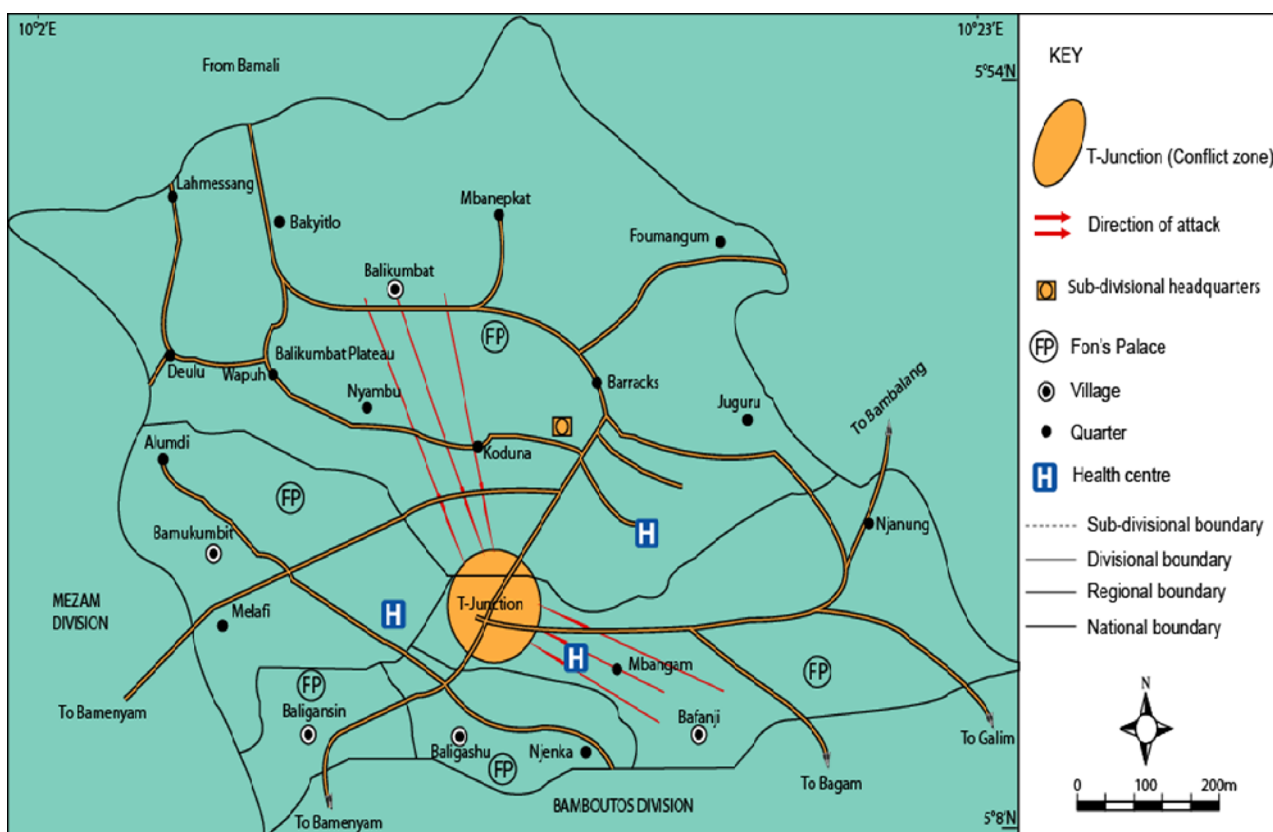 10°2'E
10°23'E
5°54'N
From Bamali
Lahmessang
Bakyitlo
Mbanepkat
Foumangum
Balikumbat
FP
Balikumbat Plateau
Deulu
Wapuh
Nyambu
Barracks
Juguru
To Bambalang
Koduna
Alumdi
FP
Bamukumbit
H
Njanung
MEZAM
DIVISION
Melafi
H
T-Junction
H
Mbangam
FP
To Bamenyam
FP
Baligansin
Baligashu
Njenka
Bafanji
To Galim
FP
To Bagam
To Bamenyam
BAMBOUTOS DIVISION
5°8'N
KEY
T-Junction (Conflict zone)
Direction of attack
Sub-divisional headquarters
FP
Fon's Palace
Village
Quarter
H
Health centre
Sub-divisional boundary
Divisional boundary
Regional boundary
National boundary
N
0 100 200m